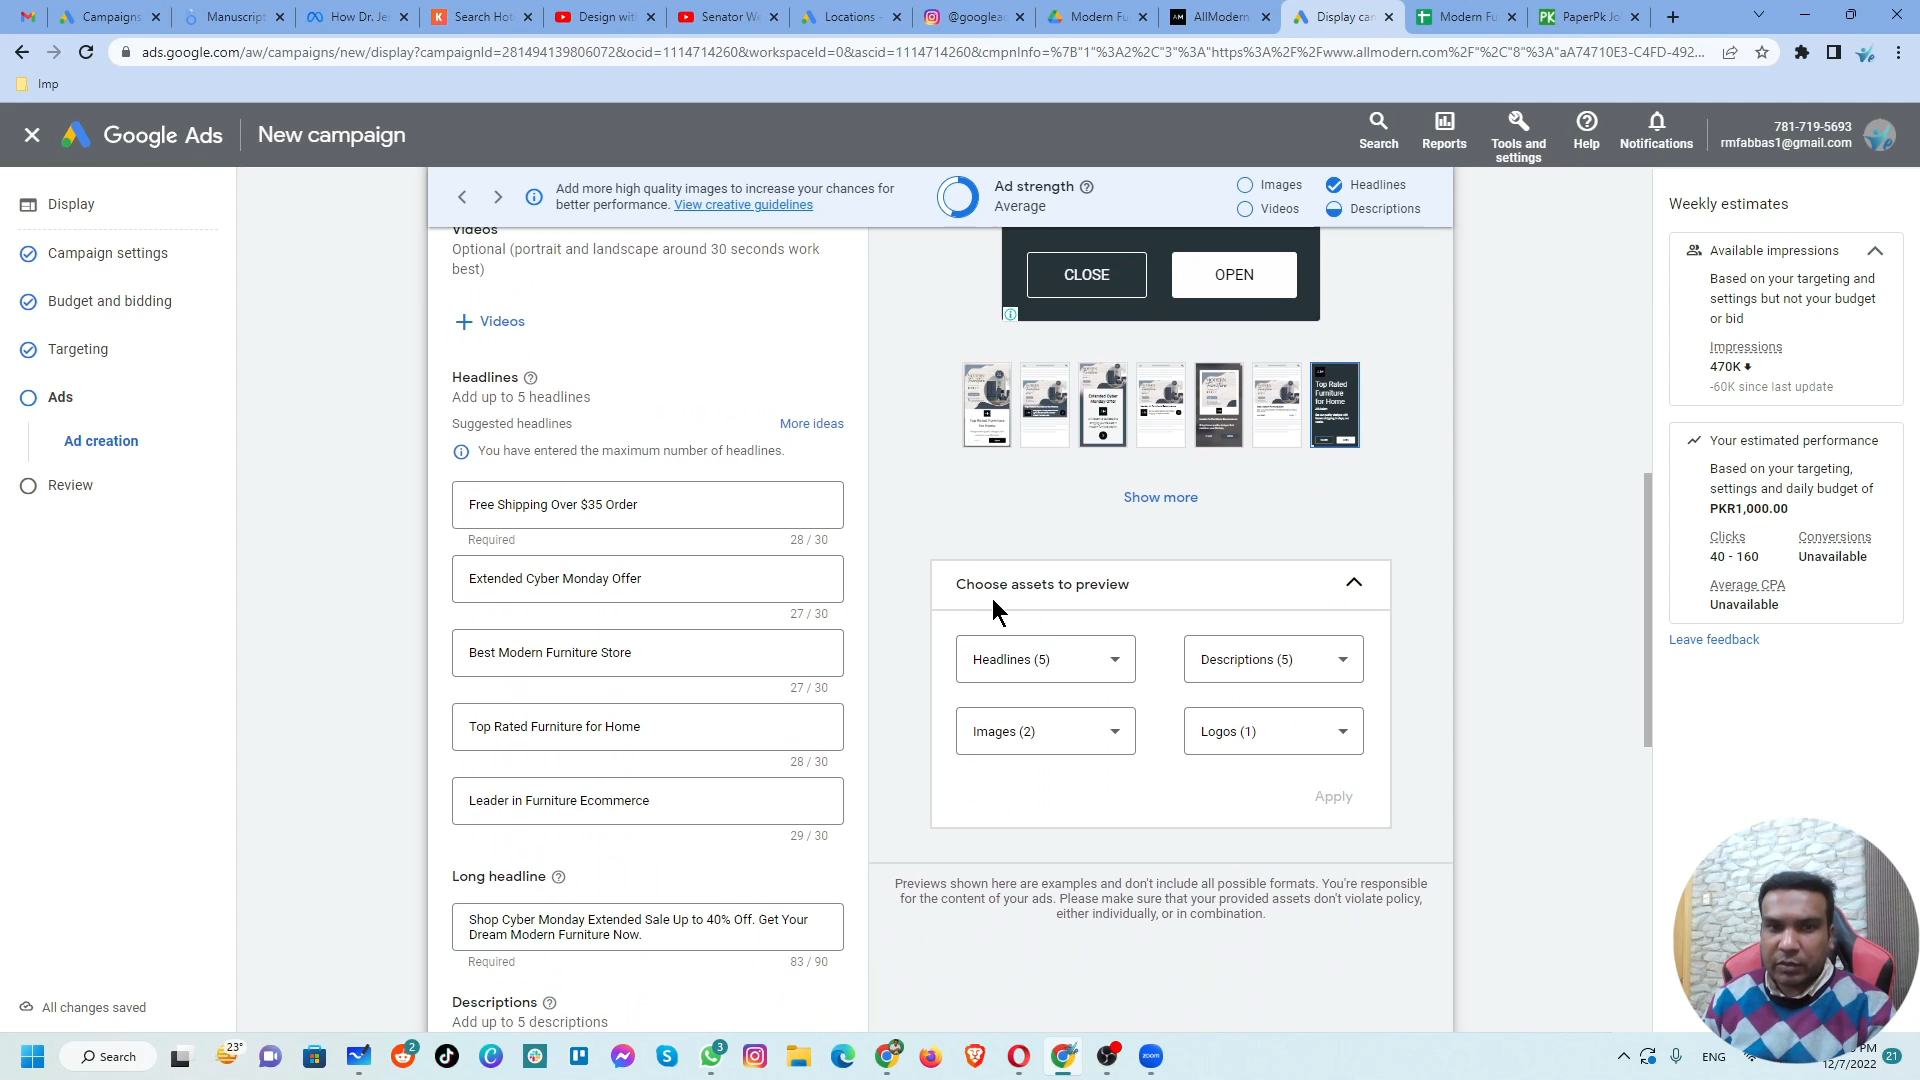 Campaigns
Manuscript
How Dr. Je
Search Hot
Design wit
Senator We
Locations -
@googlead
Modern Fu
AllModern
Display car
Modern Fu
PaperPk Jo
ads.google.com/aw/campaigns/new/display?campaignId=281494139806072&ocid=1114714260&workspaceId=0&ascid=1114714260&cmpnInfo=%7B"1"%3A2%2C"3"%3A"https%3A%2F%2Fwww.allmodern.com%2F"%2C"8"%3A"aA74710E3-C4FD-492...
Imp
Google Ads
New campaign
Search
Reports
Tools and settings
Help
Notifications
781-719-5693
rmfabbas1@gmail.com
Display
Campaign settings
Budget and bidding
Targeting
Ads
Ad creation
Review
All changes saved
Add more high quality images to increase your chances for
better performance. View creative guidelines
Ad strength
Average
Images
Headlines
Videos
Descriptions
Videos
Optional (portrait and landscape around 30 seconds work
best)
Videos
Headlines
Add up to 5 headlines
Suggested headlines
More ideas
You have entered the maximum number of headlines.
Free Shipping Over $35 Order
Required
28 / 30
Extended Cyber Monday Offer
27 / 30
Best Modern Furniture Store
27 / 30
Top Rated Furniture for Home
28 / 30
Leader in Furniture Ecommerce
29 / 30
Long headline
Shop Cyber Monday Extended Sale Up to 40% Off. Get Your
Dream Modern Furniture Now.
Required
83 / 90
Descriptions
Add up to 5 descriptions
CLOSE
OPEN
Top Rated
Furniture
for Home
Show more
Choose assets to preview
Headlines (5)
Descriptions (5)
Images (2)
Logos (1)
Apply
Previews shown here are examples and don't include all possible formats. You're responsible
for the content of your ads. Please make sure that your provided assets don't violate policy,
either individually, or in combination.
Weekly estimates
Available impressions
Based on your targeting and
settings but not your budget
or bid
Impressions
470K
-60K since last update
Your estimated performance
Based on your targeting,
settings and daily budget of
PKR1,000.00
Clicks
Conversions
40 - 160
Unavailable
Average CPA
Unavailable
Leave feedback
Search
23°
2
3
zoom
ENG
PM
12/7/2022
21